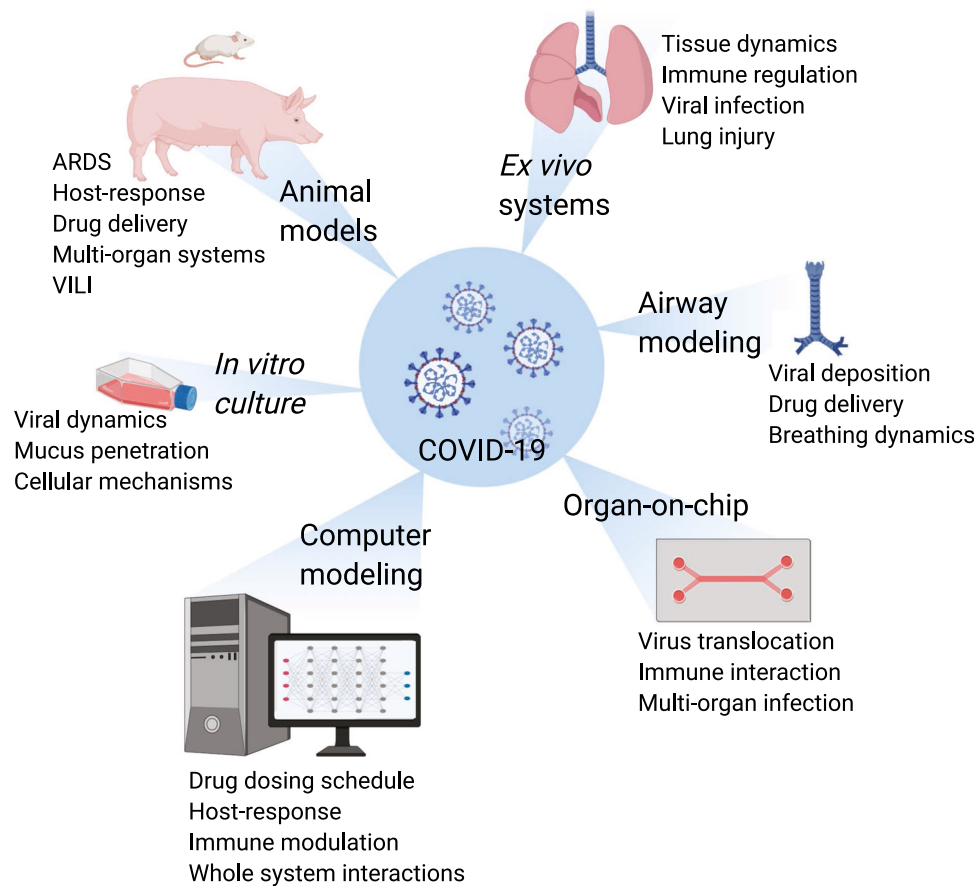 Tissue dynamics
Immune regulation
Viral infection
Lung injury
Ex vivo
systems
ARDS
Host-response
Drug delivery
Multi-organ systems
VILI
Animal
models
Airway
modeling
Viral deposition
Drug delivery
Breathing dynamics
In vitro
culture
Viral dynamics
Mucus penetration
Cellular mechanisms
COVID-19
Organ-on-chip
Virus translocation
Immune interaction
Multi-organ infection
Computer
modeling
Drug dosing schedule
Host-response
Immune modulation
Whole system interactions